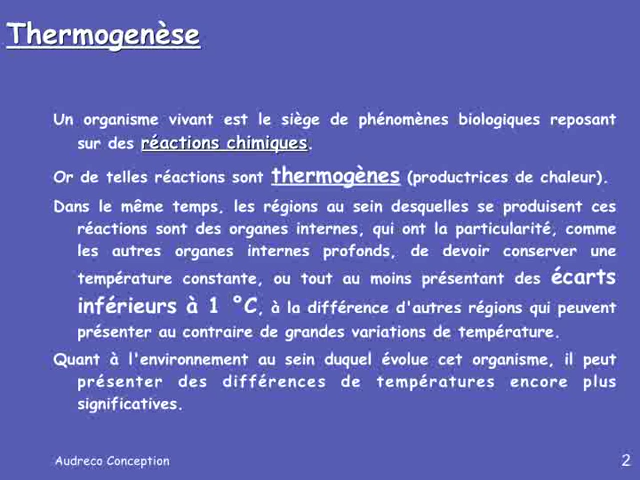 Thermogenèse
Un organisme vivant est le siège de phénomènes biologiques reposant
sur des réactions chimiques.
Or de telles réactions sont thermogènes (productrices de chaleur).
Dans le même temps, les régions au sein desquelles se produisent ces
réactions sont des organes internes, qui ont la particularité, comme
les autres organes internes profonds, de devoir conserver une
température constante, ou tout au moins présentant des écarts
inférieurs à 1 °C, à la différence d'autres régions qui peuvent
présenter au contraire de grandes variations de température.
Quant à l'environnement au sein duquel évolue cet organisme, il peut
présenter des différences de températures encore plus
significatives.
Audreco Conception
2